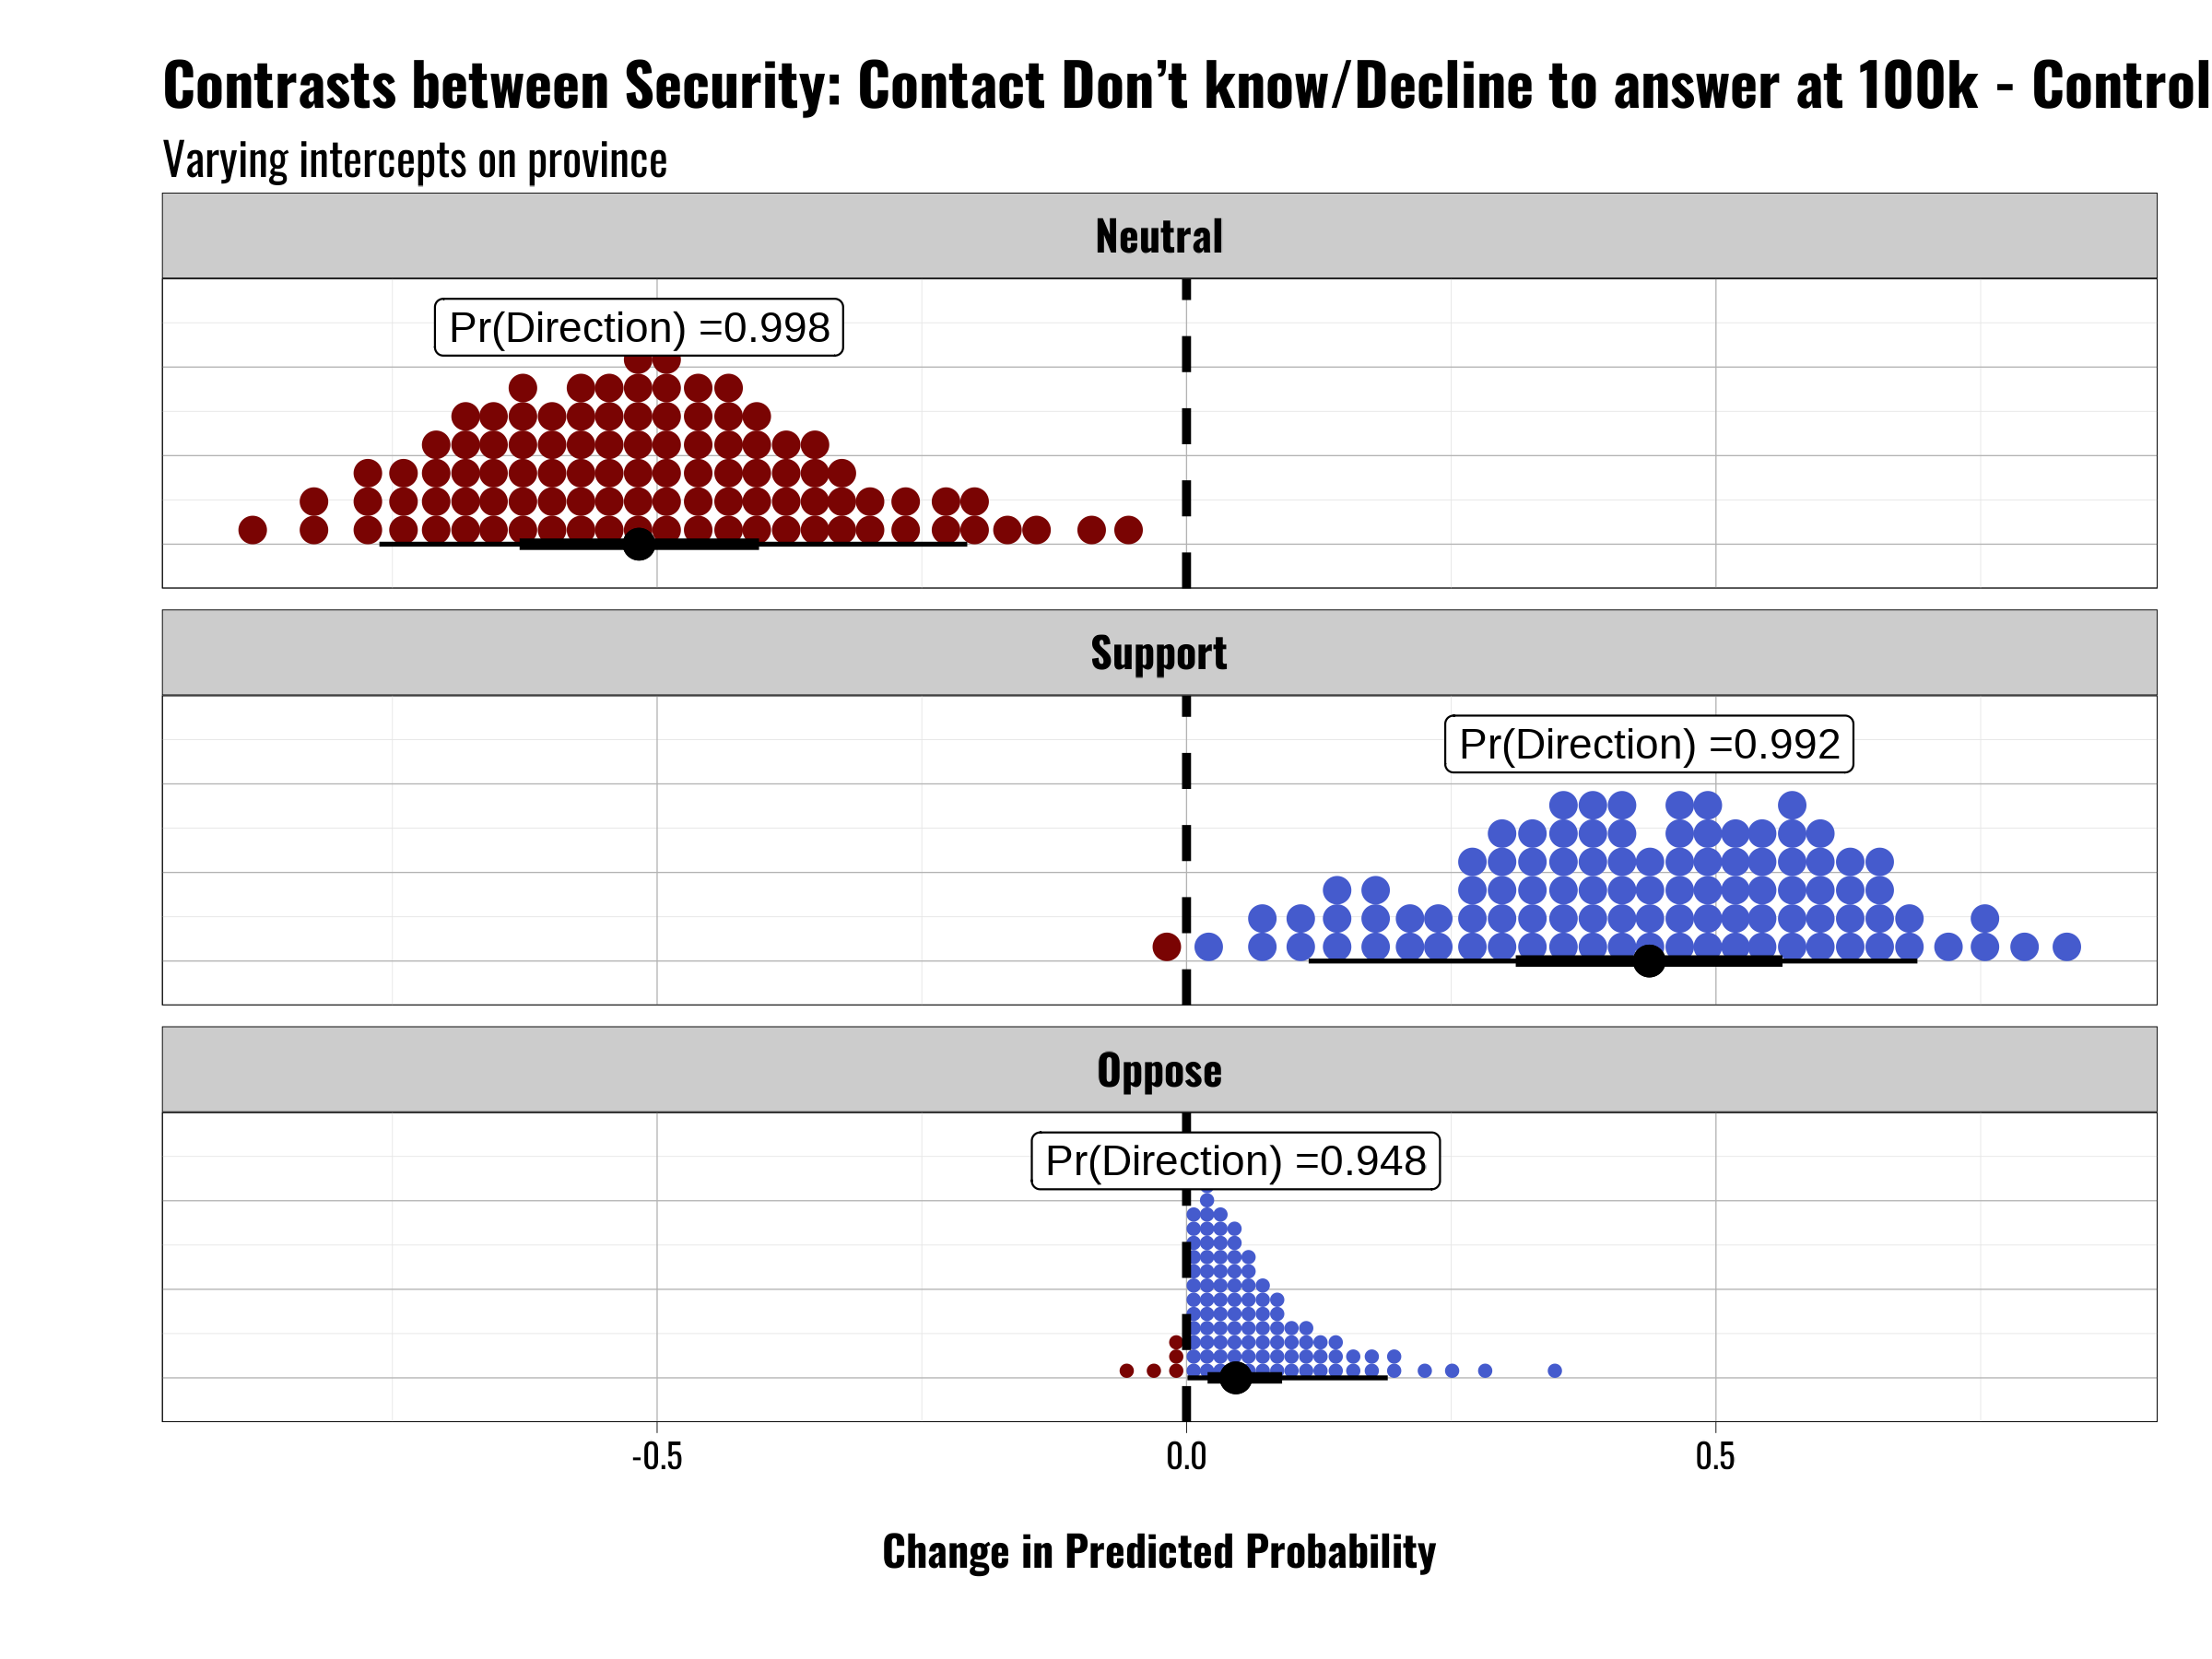 Contrasts between Security: Contact Don’t know/Decline to answer at 100k - Control
Varying intercepts on province
Neutral
Pr(Direction) =0.998
Support
Pr(Direction) =0.992
Oppose
Pr(Direction) =0.948
-0.5 0.0 0.5
Change in Predicted Probability